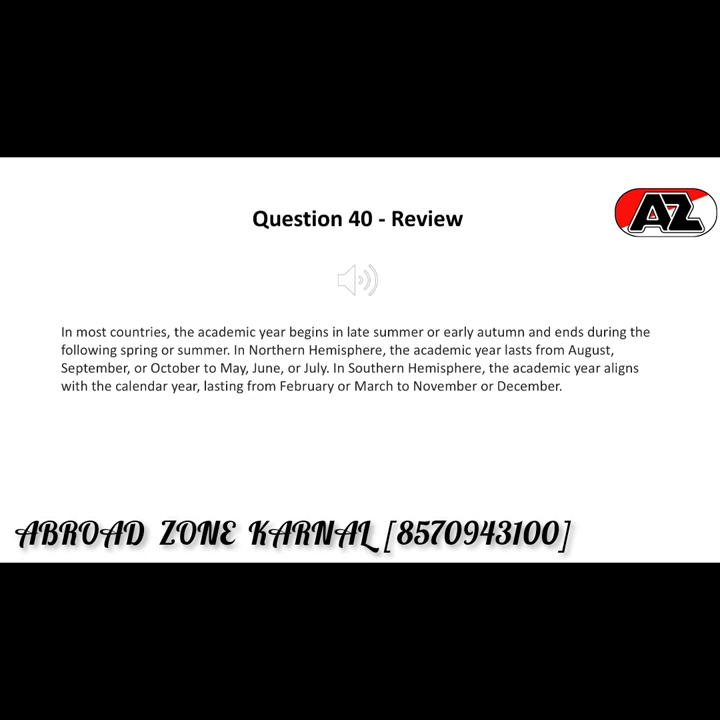 Question 40 - Review
AZ
In most countries, the academic year begins in late summer or early autumn and ends during the
following spring or summer. In Northern Hemisphere, the academic year lasts from August,
September, or October to May, June, or July. In Southern Hemisphere, the academic year aligns
with the calendar year, lasting from February or March to November or December.
ABROAD ZONE KARNAL [8570943100]